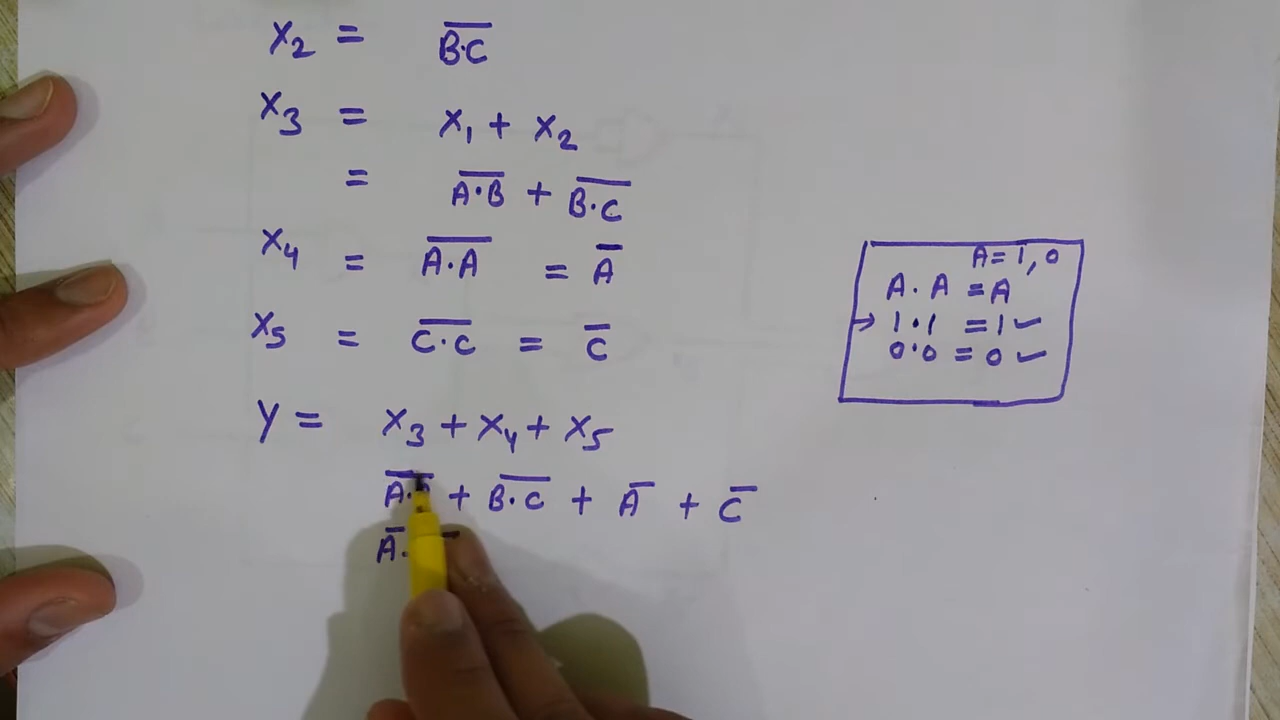 X₂ = B̅·̅C̅
X₃ = X₁ + X₂
= A̅·̅B̅ + B̅·̅C̅
X₄ = A̅·̅A̅ = A̅
X₅ = C̅·̅C̅ = C̅
Y = X₃ + X₄ + X₅
A̅·̅ + B̅·̅C̅ + A̅ + C̅
A̅·
A = 1, 0
A · A = A
→ 1 · 1 = 1 ✓
0 · 0 = 0 ✓